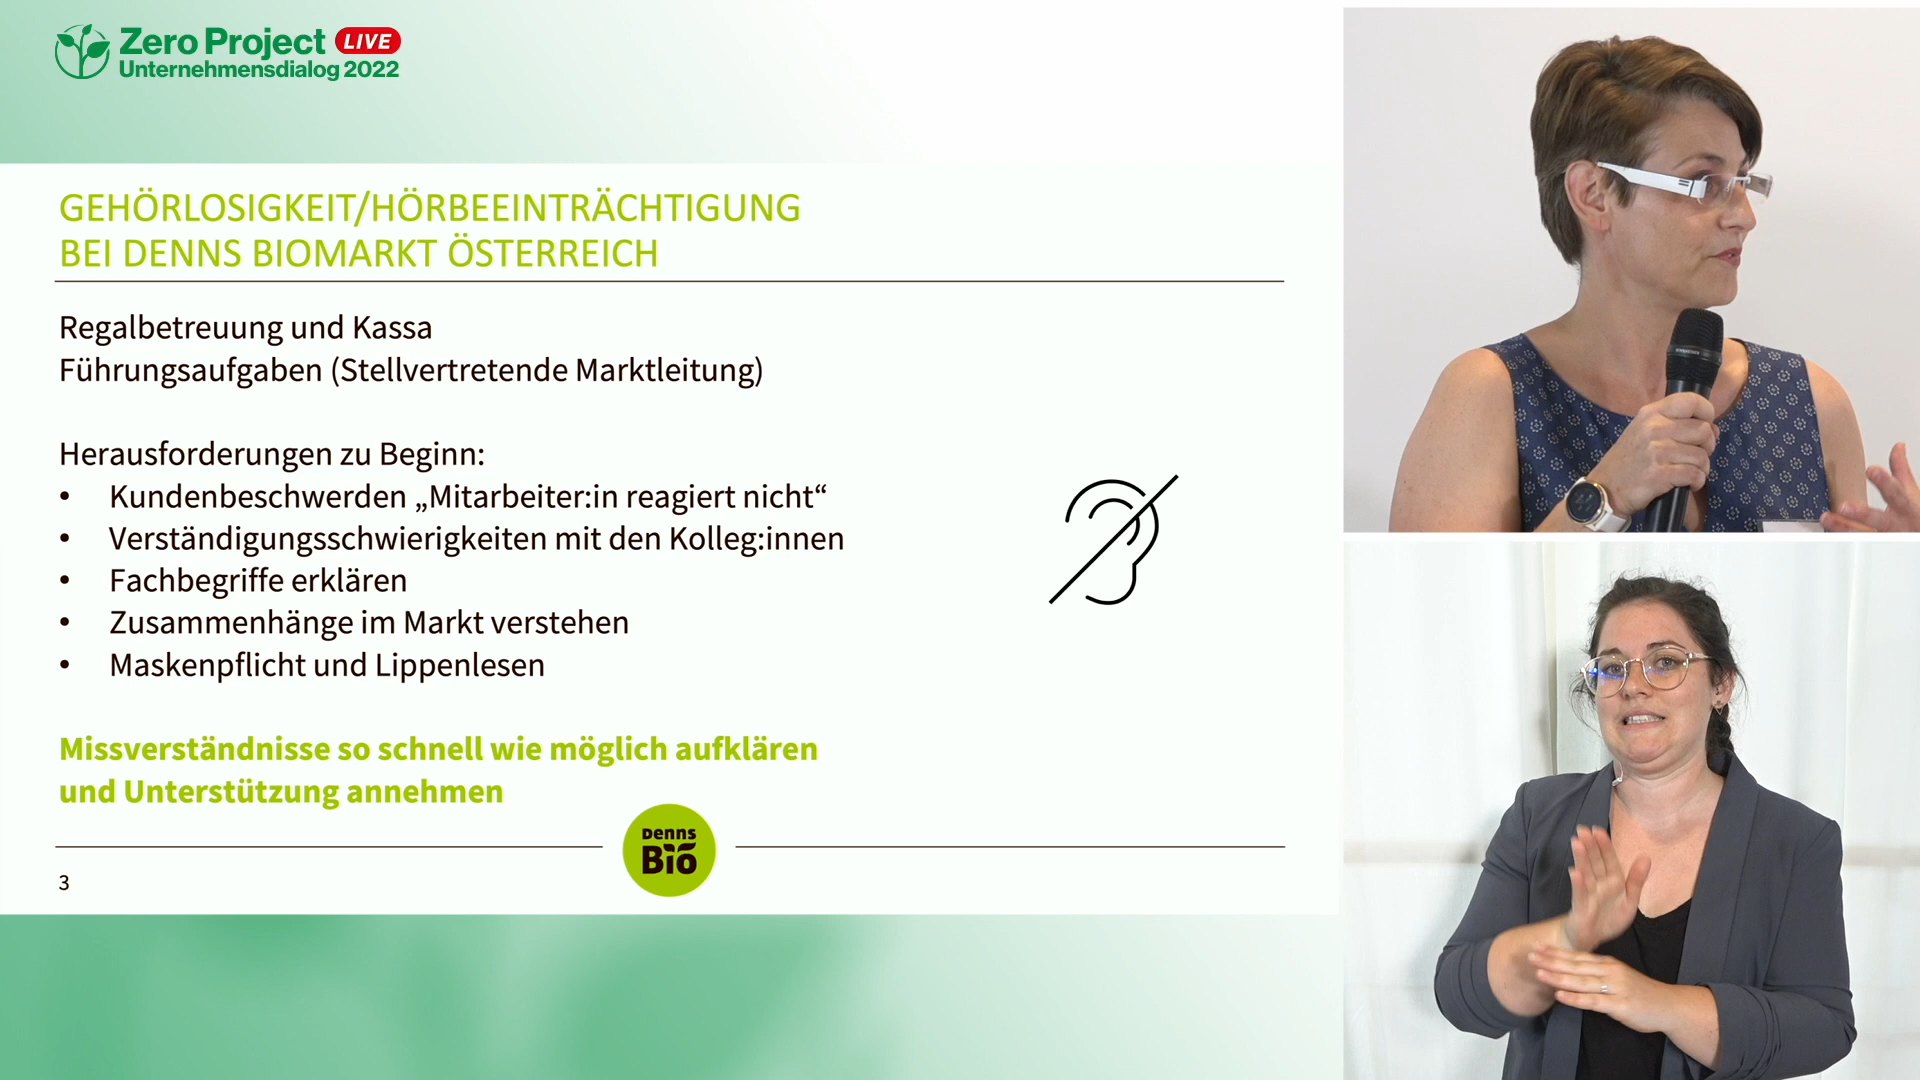 Zero Project LIVE
Unternehmensdialog 2022
GEHÖRLOSIGKEIT/HÖRBEEINTRÄCHTIGUNG
BEI DENNS BIOMARKT ÖSTERREICH
Regalbetreuung und Kassa
Führungsaufgaben (Stellvertretende Marktleitung)
Herausforderungen zu Beginn:
• Kundenbeschwerden „Mitarbeiter:in reagiert nicht“
• Verständigungsschwierigkeiten mit den Kolleg:innen
• Fachbegriffe erklären
• Zusammenhänge im Markt verstehen
• Maskenpflicht und Lippenlesen
Missverständnisse so schnell wie möglich aufklären
und Unterstützung annehmen
Denns
Bio
3